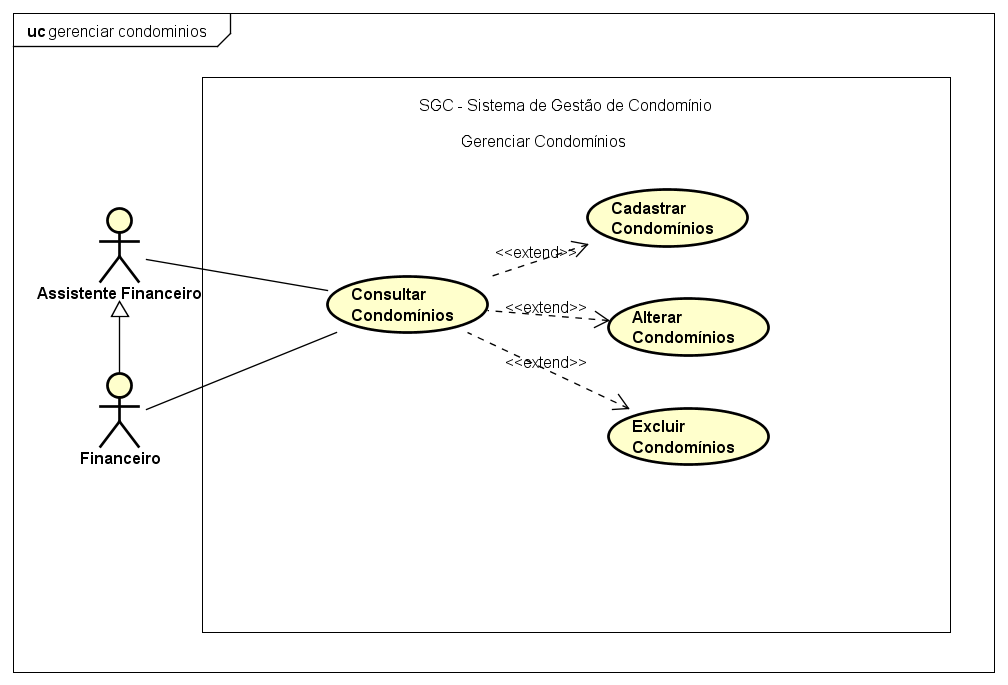 uc gerenciar condominios
SGC - Sistema de Gestão de Condomínio
Gerenciar Condomínios
Cadastrar
Condomínios
<<extend>>
Assistente Financeiro
Consultar
Condomínios
<<extend>>
Alterar
Condomínios
<<extend>>
Excluir
Condomínios
Financeiro